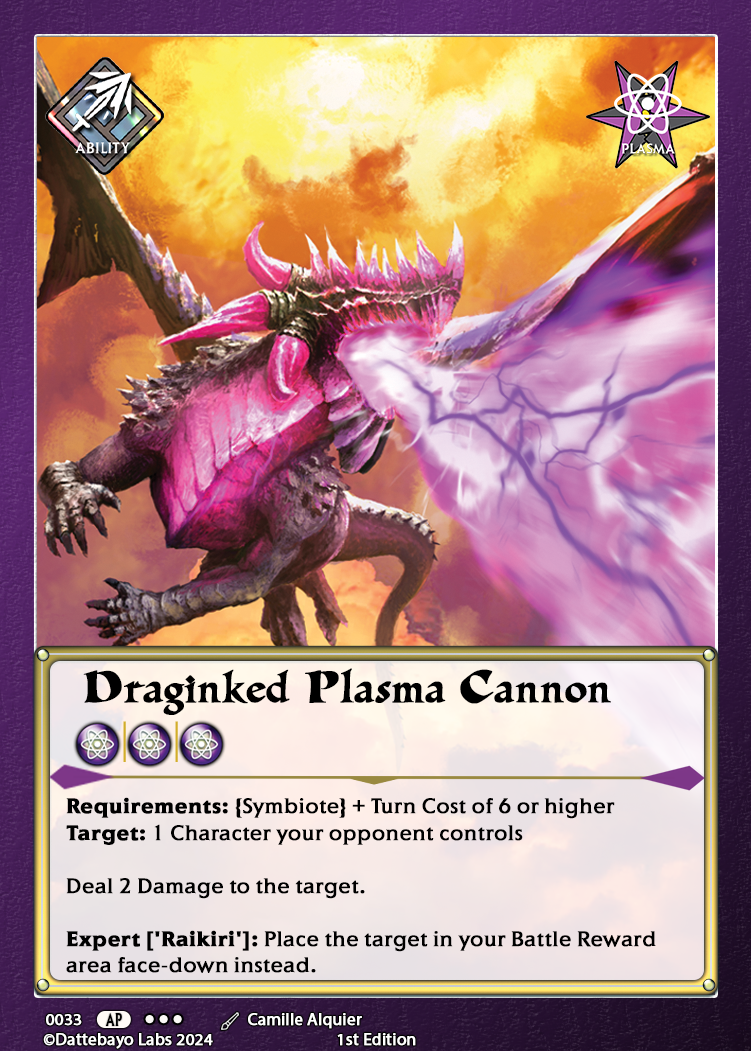 ABILITY
PLASMA
Draginked Plasma Cannon
Requirements: {Symbiote} + Turn Cost of 6 or higher
Target: 1 Character your opponent controls
Deal 2 Damage to the target.
Expert ['Raikiri']: Place the target in your Battle Reward
area face-down instead.
0033 AP Camille Alquier
©Dattebayo Labs 2024 1st Edition